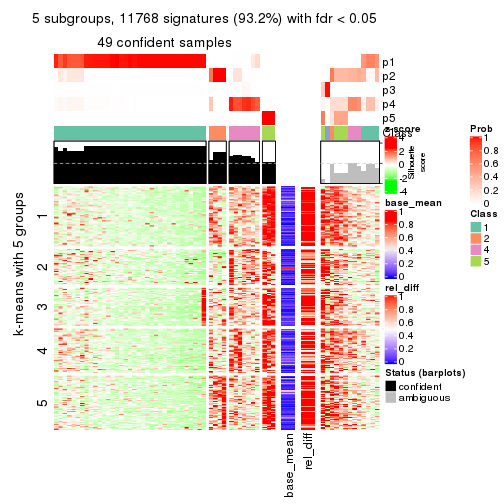 5 subgroups, 11768 signatures (93.2%) with fdr < 0.05
49 confident samples
p1
p2
p3
p4
p5
Class
Silhouette
score
k-means with 5 groups
1
2
3
4
5
base_mean
rel_diff
z-score
4
2
0
-2
-4
base_mean
1
0.8
0.6
0.4
0.2
0
rel_diff
1
0.8
0.6
0.4
0.2
0
Status (barplots)
confident
ambiguous
Prob
1
0.8
0.6
0.4
0.2
0
Class
1
2
4
5